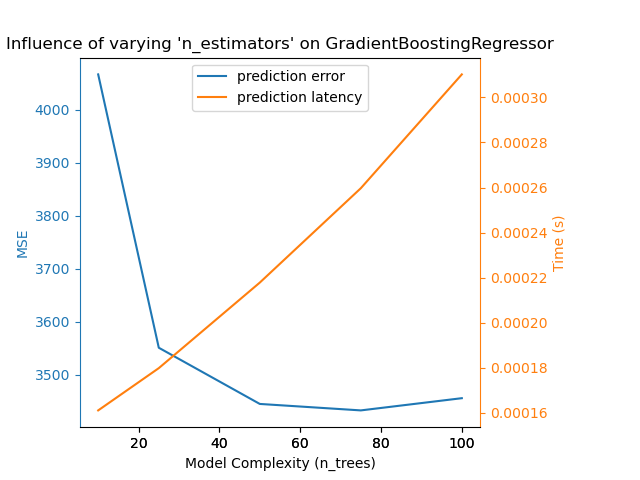 Influence of varying 'n_estimators' on GradientBoostingRegressor
prediction error
prediction latency
MSE
4000
3900
3800
3700
3600
3500
0.00030
0.00028
0.00026
0.00024
0.00022
0.00020
0.00018
0.00016
Time (s)
20 40 60 80 100
Model Complexity (n_trees)